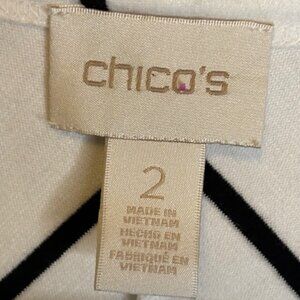 chico's
2
MADE IN
VIETNAM
HECHO EN
VIETNAM
FABRIQUÉ EN
VIETNAM